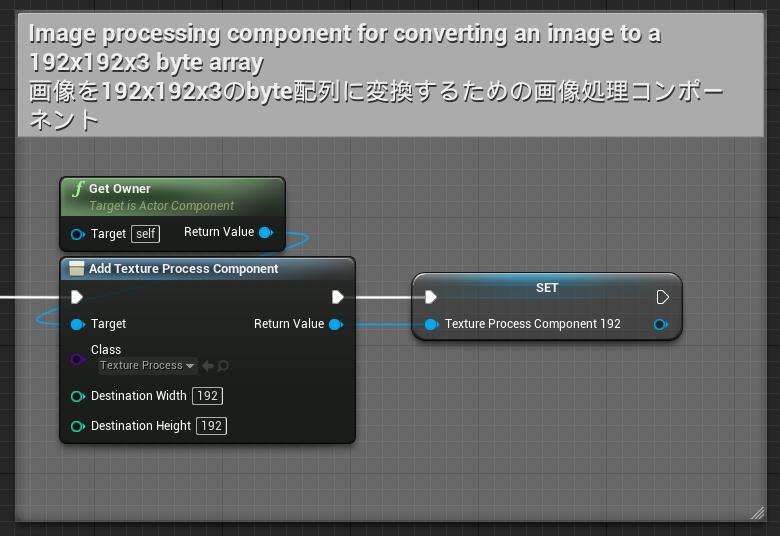 Image processing component for converting an image to a
192x192x3 byte array
画像を192x192x3のbyte配列に変換するための画像処理コンポー
ネント
f Get Owner
Target is Actor Component
Target self Return Value
Add Texture Process Component
SET
Target Return Value
Texture Process Component 192
Class
Texture Process
Destination Width 192
Destination Height 192